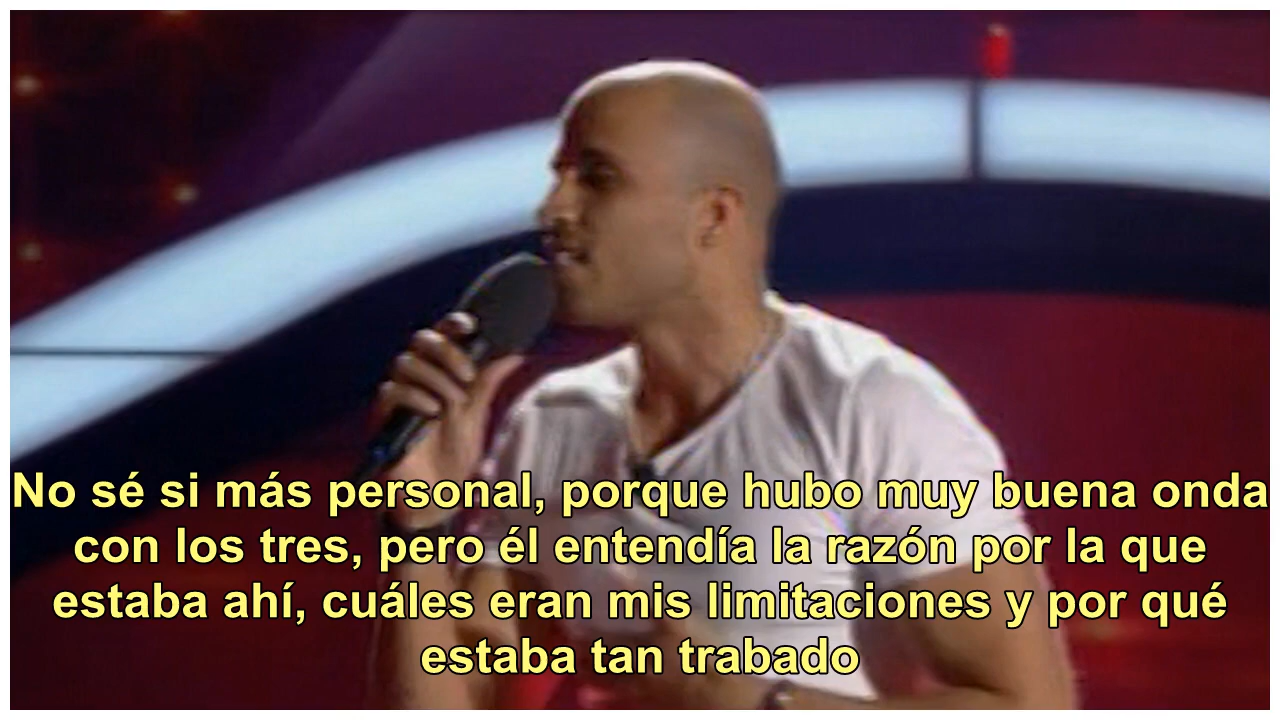 No sé si más personal, porque hubo muy buena onda
con los tres, pero él entendía la razón por la que
estaba ahí, cuáles eran mis limitaciones y por qué
estaba tan trabado